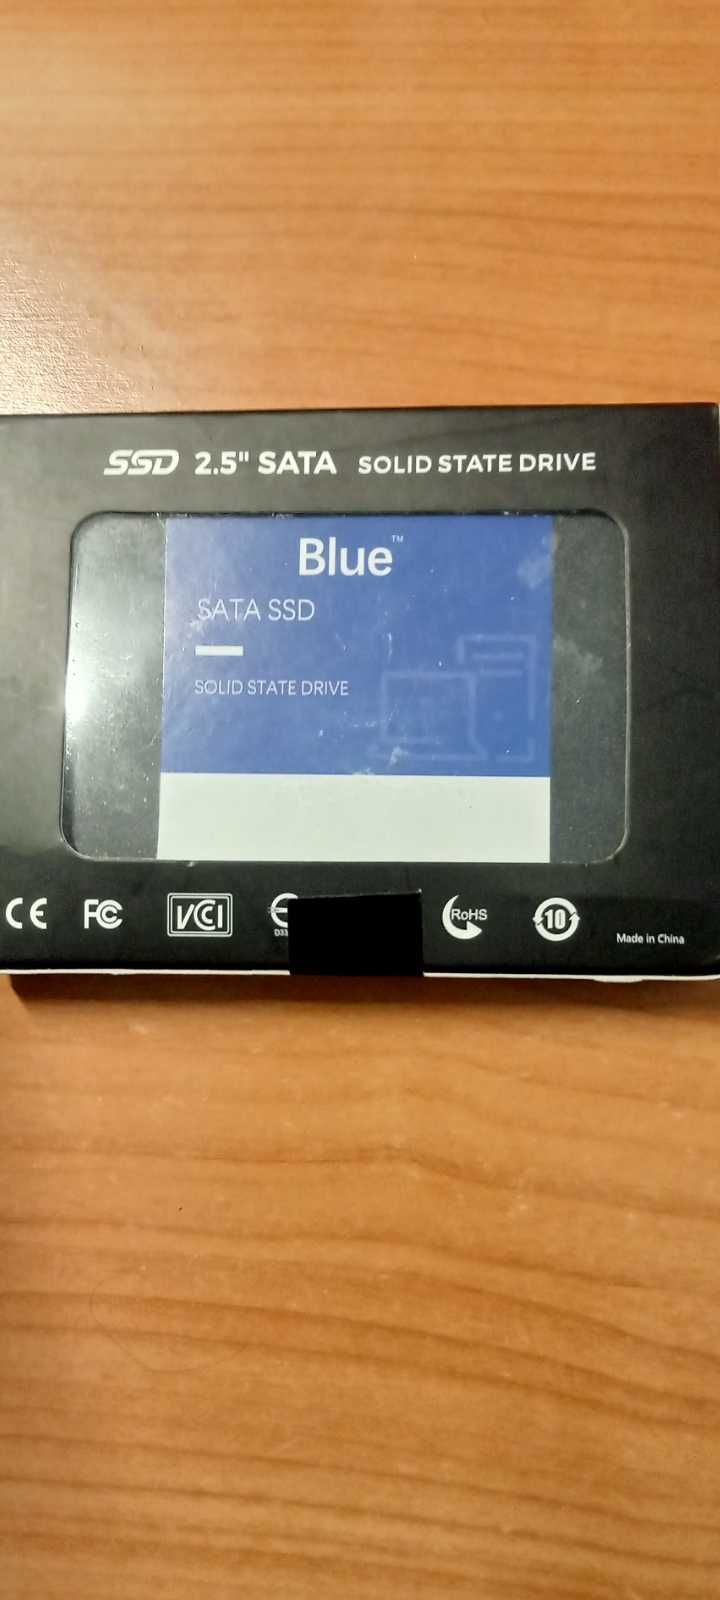 SSD 2.5" SATA SOLID STATE DRIVE
Blue™
SATA SSD
SOLID STATE DRIVE
CE FC VCI RoHS 10 Made in China